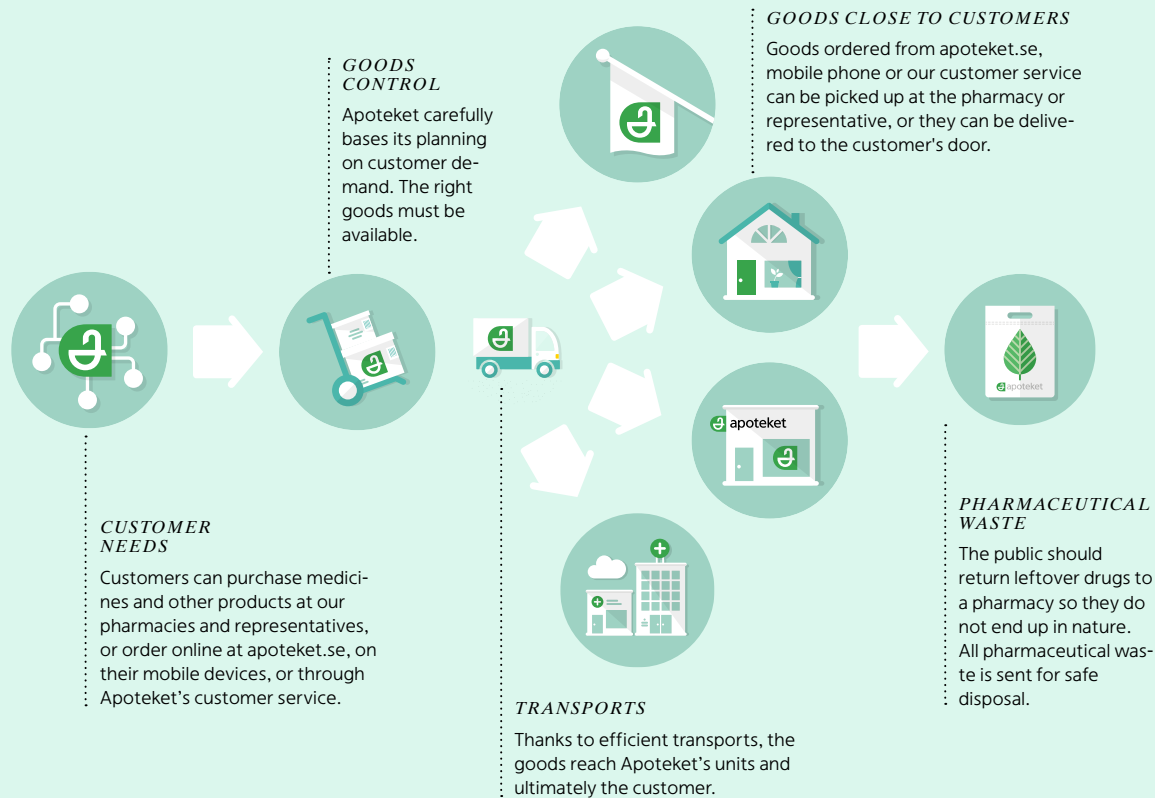 GOODS CLOSE TO CUSTOMERS
Goods ordered from apoteket.se,
mobile phone or our customer service
can be picked up at the pharmacy or
representative, or they can be delive-
red to the customer's door.
GOODS
CONTROL
Apoteket carefully
bases its planning
on customer de-
mand. The right
goods must be
available.
apoteket
apoteket
CUSTOMER
NEEDS
Customers can purchase medici-
nes and other products at our
pharmacies and representatives,
or order online at apoteket.se, on
their mobile devices, or through
Apoteket’s customer service.
TRANSPORTS
Thanks to efficient transports, the
goods reach Apoteket’s units and
ultimately the customer.
PHARMACEUTICAL
WASTE
The public should
return leftover drugs to
a pharmacy so they do
not end up in nature.
All pharmaceutical was-
te is sent for safe
disposal.